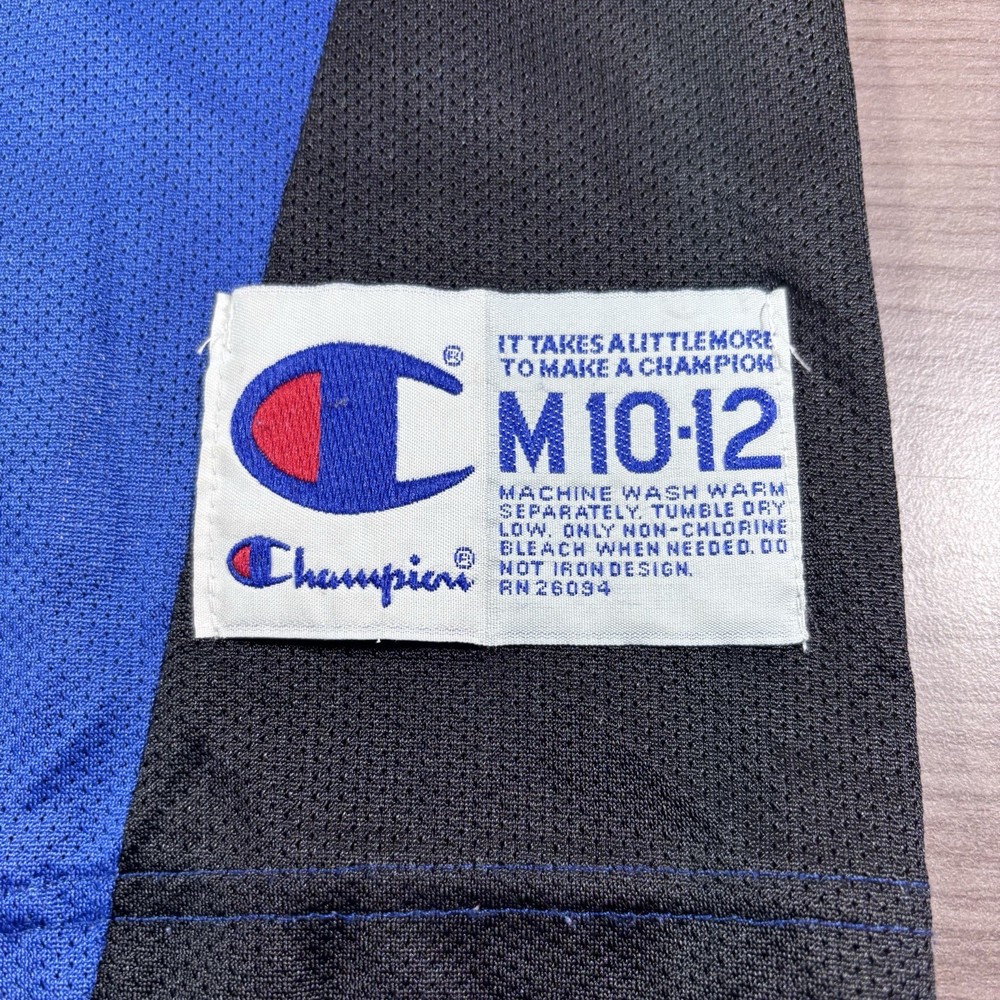 ®
Champion®
IT TAKES A LITTLE MORE
TO MAKE A CHAMPION
M 10-12
MACHINE WASH WARM
SEPARATELY. TUMBLE DRY
LOW. ONLY NON-CHLORINE
BLEACH WHEN NEEDED. DO
NOT IRON DESIGN.
RN 26094